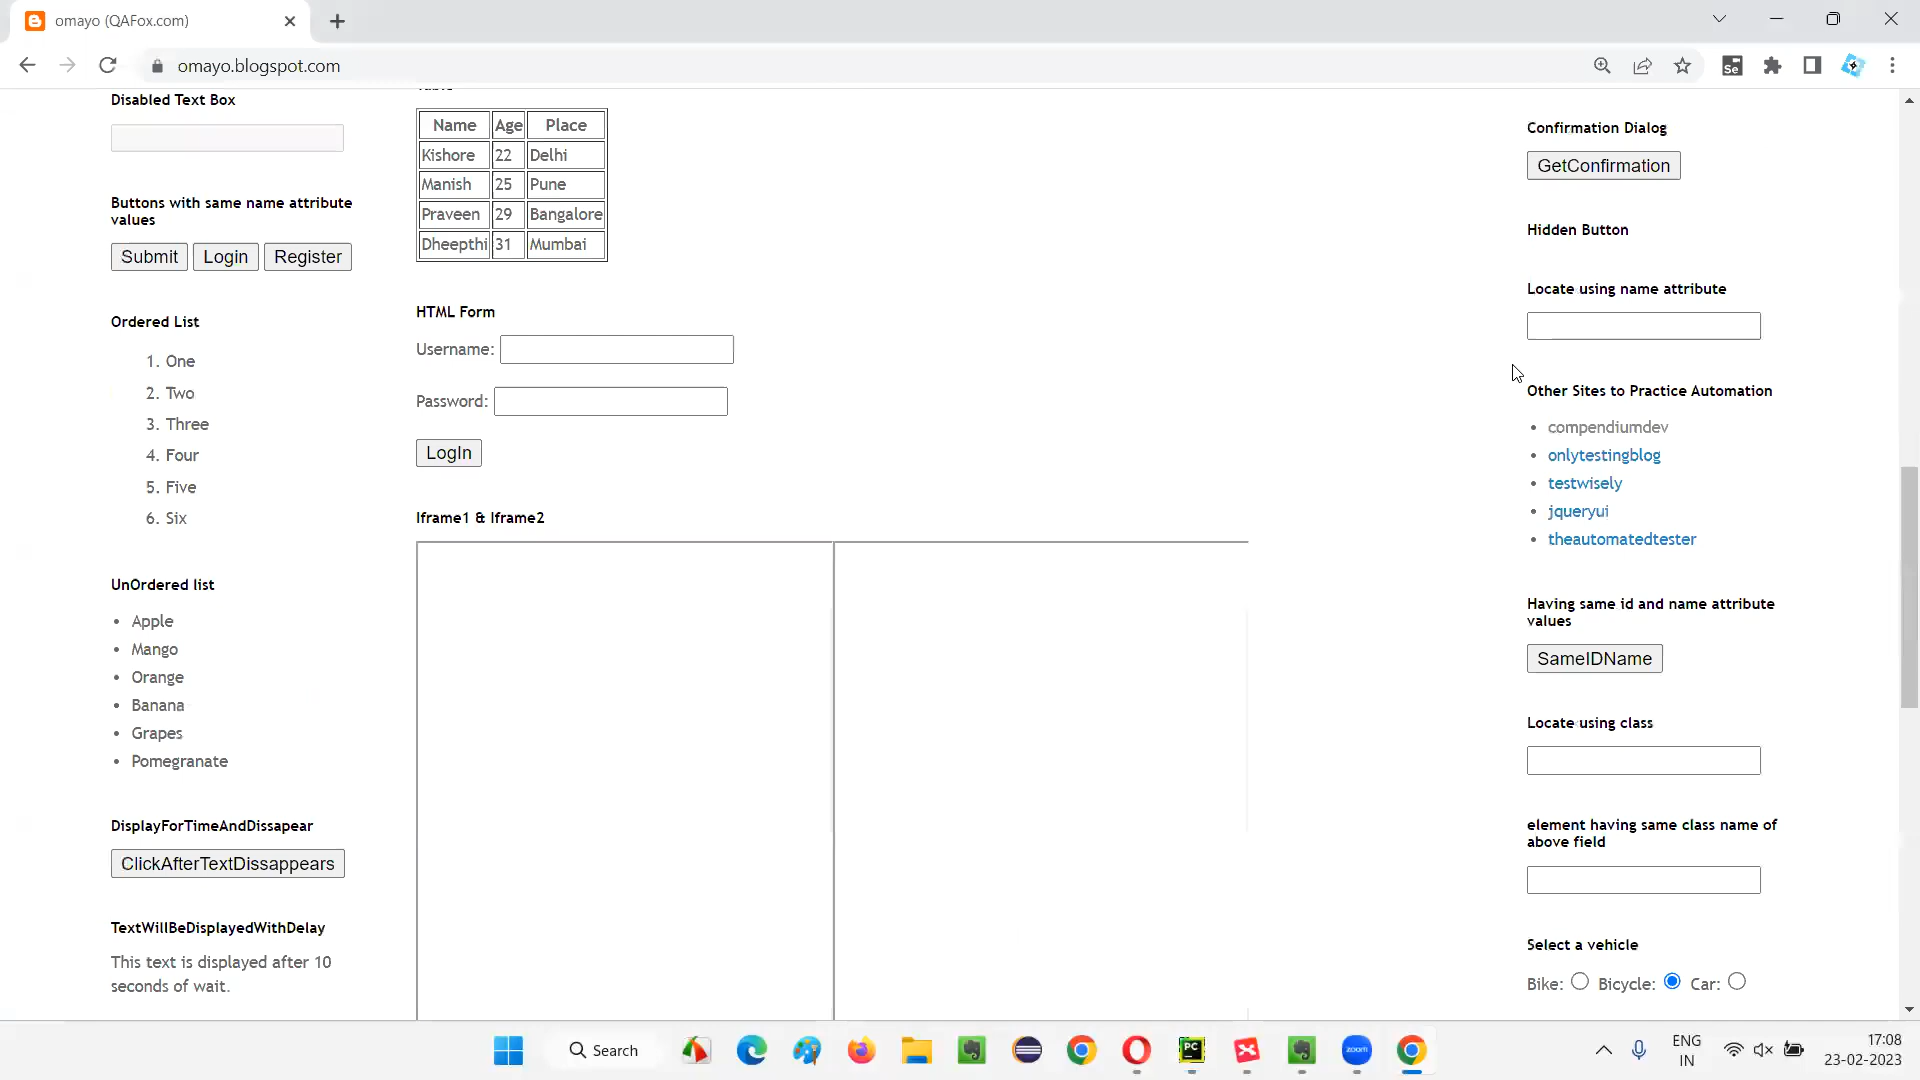 omayo (QAFox.com)
omayo.blogspot.com
Disabled Text Box
Buttons with same name attribute
values
Submit Login Register
Ordered List
1. One
2. Two
3. Three
4. Four
5. Five
6. Six
UnOrdered list
• Apple
• Mango
• Orange
• Banana
• Grapes
• Pomegranate
DisplayForTimeAndDissapear
ClickAfterTextDissappears
TextWillBeDisplayedWithDelay
This text is displayed after 10
seconds of wait.
Name Age Place
Kishore 22 Delhi
Manish 25 Pune
Praveen 29 Bangalore
Dheepthi 31 Mumbai
HTML Form
Username:
Password:
LogIn
Iframe1 & Iframe2
Confirmation Dialog
GetConfirmation
Hidden Button
Locate using name attribute
Other Sites to Practice Automation
• compendiumdev
• onlytestingblog
• testwisely
• jqueryui
• theautomatedtester
Having same id and name attribute
values
SameIDName
Locate using class
element having same class name of
above field
Select a vehicle
Bike: Bicycle: Car:
Se
Search
PC
zoom
ENG
IN
17:08
23-02-2023